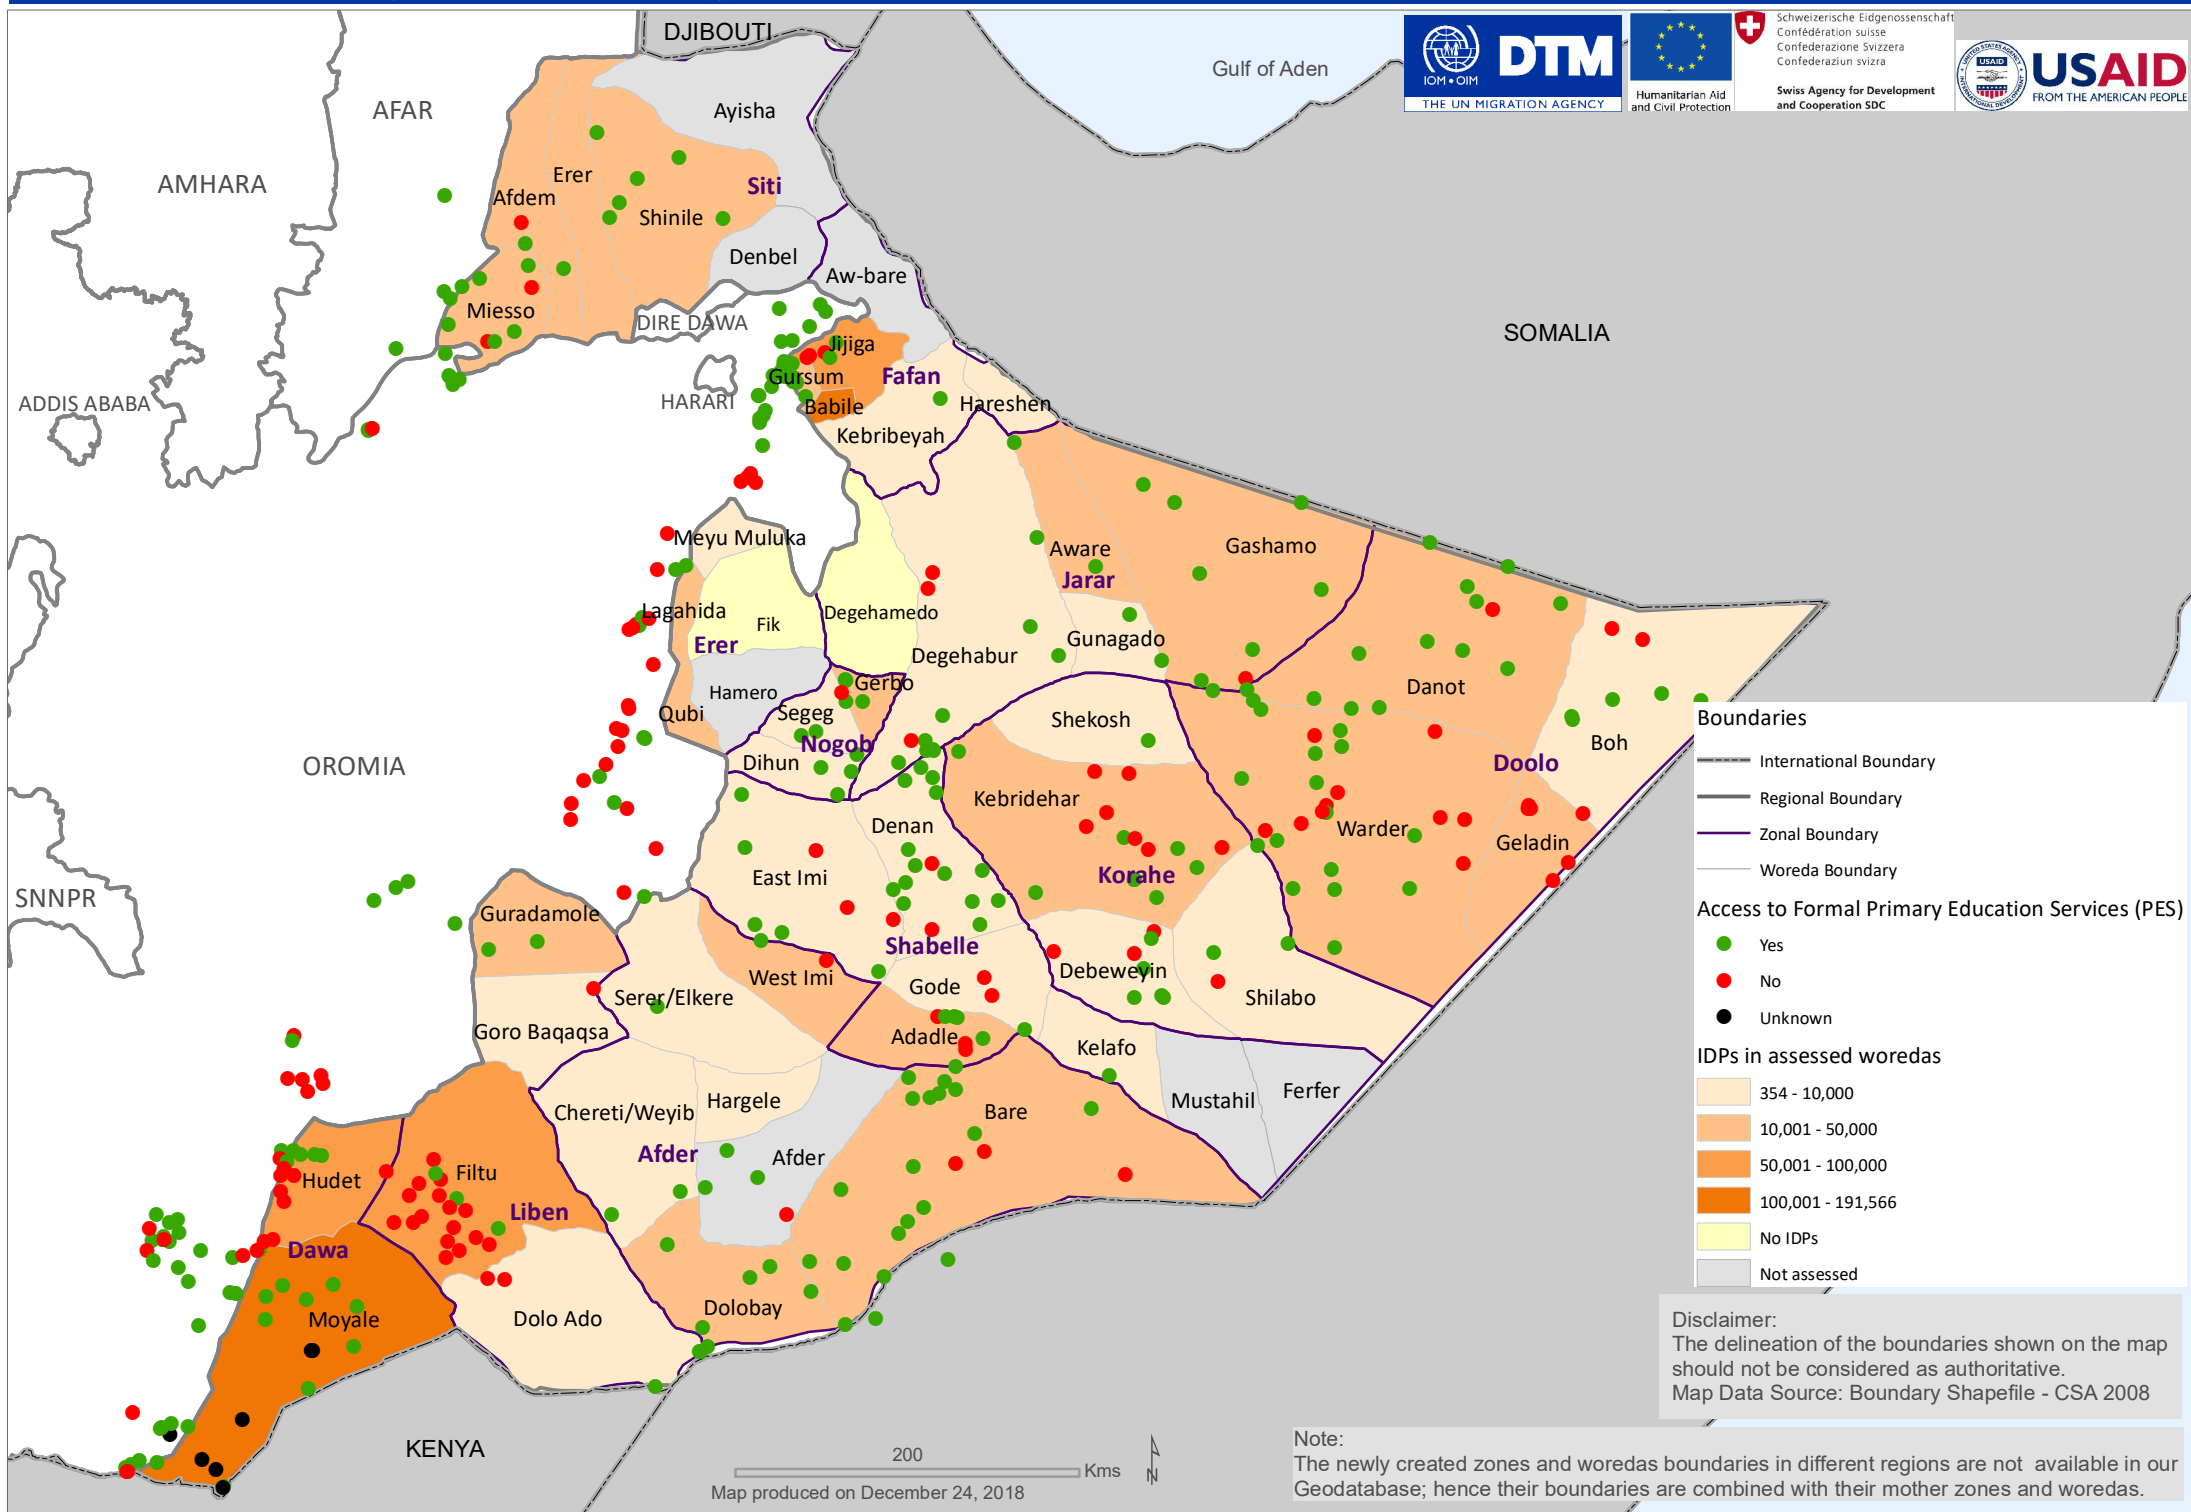 DJIBOUTI
Gulf of Aden
IOM • OIM
DTM
THE UN MIGRATION AGENCY
Humanitarian Aid
and Civil Protection
Schweizerische Eidgenossenschaft
Confédération suisse
Confederazione Svizzera
Confederaziun svizra
Swiss Agency for Development
and Cooperation SDC
USAID
USAID
FROM THE AMERICAN PEOPLE
AFAR
AMHARA
Ayisha
Erer
Afdem
Siti
Shinile
Denbel
Aw-bare
Miesso
DIRE DAWA
SOMALIA
Jijiga
Gursum
Fafan
HARARI
ADDIS ABABA
Babile
Hareshen
Kebribeyah
Meyu Muluka
Aware
Gashamo
Jarar
Lagahida
Fik
Degehamedo
Erer
Gunagado
Degehabur
Hamero
Gerbo
Danot
Qubi
Segeg
Shekosh
Nogob
Boh
Dihun
Doolo
OROMIA
Kebridehar
Denan
Warder
Geladin
East Imi
Korahe
SNNPR
Guradamole
Shabelle
West Imi
Debeweyin
Gode
Serer/Elkere
Shilabo
Goro Baqaqsa
Adadle
Kelafo
Ferfer
Mustahil
Hargele
Chereti/Weyib
Bare
Afder
Afder
Hudet
Filtu
Liben
Dawa
Dolobay
Moyale
Dolo Ado
KENYA
Boundaries
International Boundary
Regional Boundary
Zonal Boundary
Woreda Boundary
Access to Formal Primary Education Services (PES)
Yes
No
Unknown
IDPs in assessed woredas
354 - 10,000
10,001 - 50,000
50,001 - 100,000
100,001 - 191,566
No IDPs
Not assessed
Disclaimer:
The delineation of the boundaries shown on the map
should not be considered as authoritative.
Map Data Source: Boundary Shapefile - CSA 2008
200
Kms
N
Map produced on December 24, 2018
Note:
The newly created zones and woredas boundaries in different regions are not available in our
Geodatabase; hence their boundaries are combined with their mother zones and woredas.